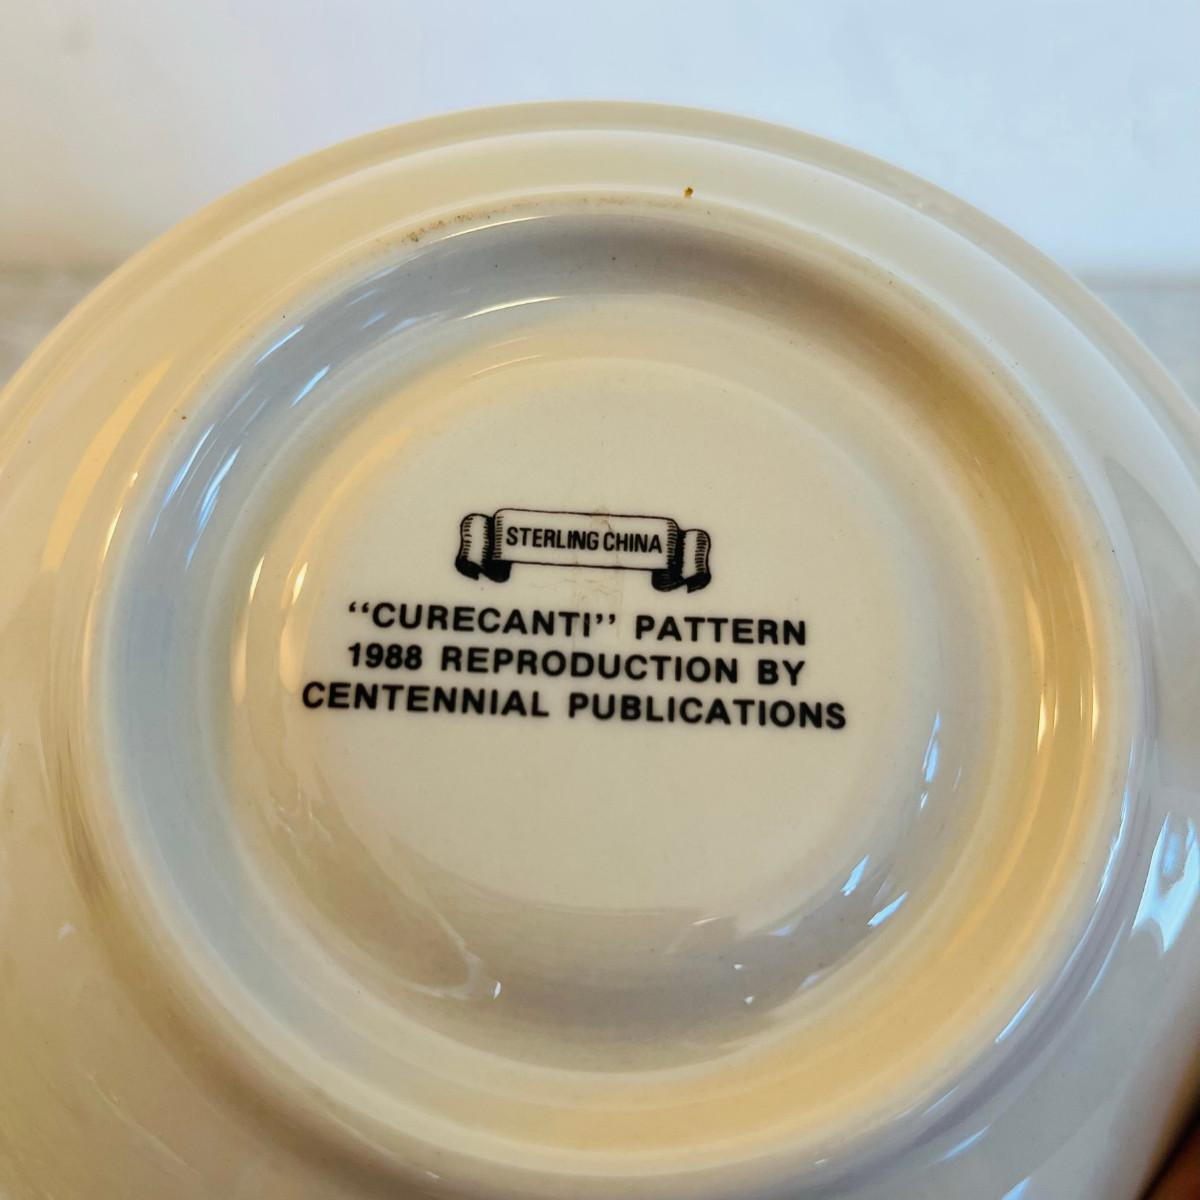 STERLING CHINA
“CURECANTI” PATTERN
1988 REPRODUCTION BY
CENTENNIAL PUBLICATIONS